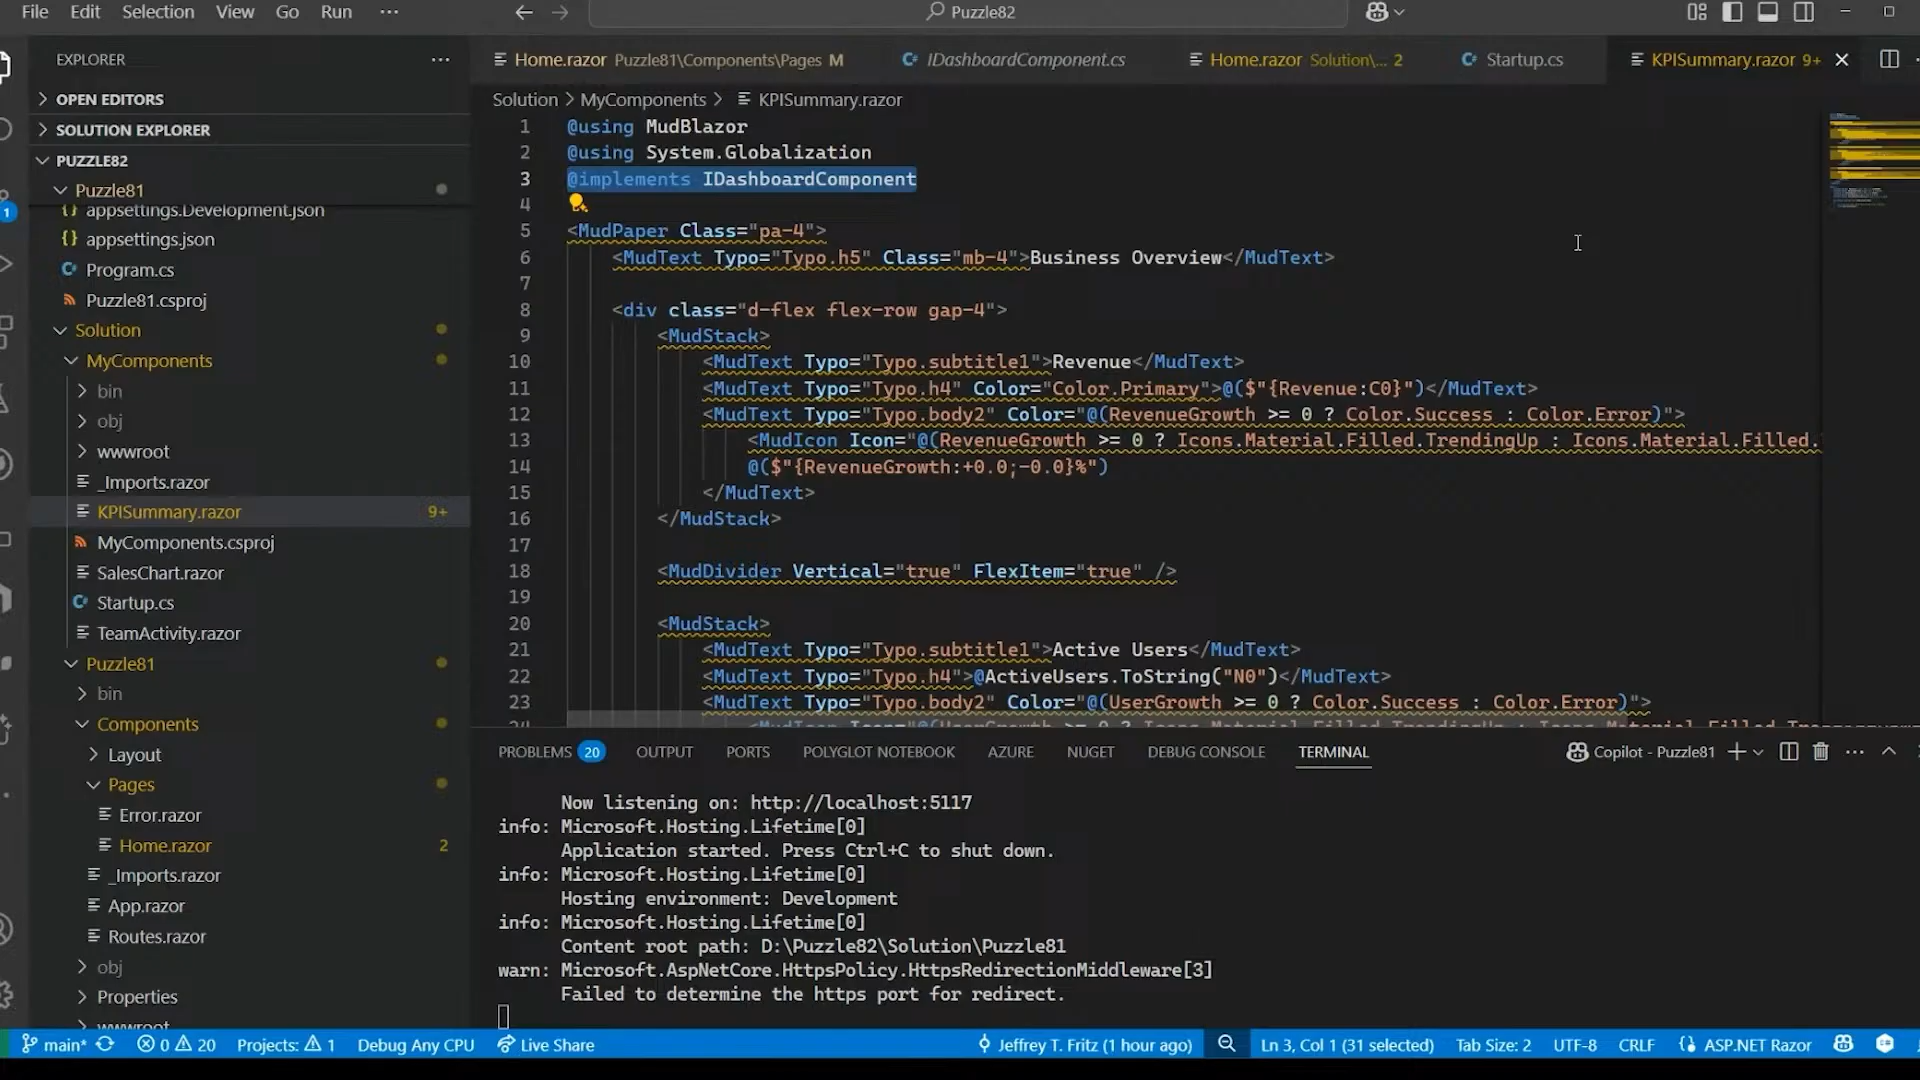 File Edit Selection View Go Run ···
Puzzle82
EXPLORER
Home.razor Puzzle81\Components\Pages M
IDashboardComponent.cs
Home.razor Solution\... 2
Startup.cs
KPISummary.razor 9+
OPEN EDITORS
SOLUTION EXPLORER
PUZZLE82
Puzzle81
appsettings.Development.json
appsettings.json
Program.cs
Puzzle81.csproj
Solution
MyComponents
bin
obj
wwwroot
_Imports.razor
KPISummary.razor 9+
MyComponents.csproj
SalesChart.razor
Startup.cs
TeamActivity.razor
Puzzle81
bin
Components
Layout
Pages
Error.razor
Home.razor 2
_Imports.razor
App.razor
Routes.razor
obj
Properties
wwwroot
1
Solution > MyComponents > KPISummary.razor
1 @using MudBlazor
2 @using System.Globalization
3 @implements IDashboardComponent
4
5 <MudPaper Class="pa-4">
6 <MudText Typo="Typo.h5" Class="mb-4">Business Overview</MudText>
7
8 <div class="d-flex flex-row gap-4">
9 <MudStack>
10 <MudText Typo="Typo.subtitle1">Revenue</MudText>
11 <MudText Typo="Typo.h4" Color="Color.Primary">@($"{Revenue:C0}")</MudText>
12 <MudText Typo="Typo.body2" Color="@(RevenueGrowth >= 0 ? Color.Success : Color.Error)">
13 <MudIcon Icon="@(RevenueGrowth >= 0 ? Icons.Material.Filled.TrendingUp : Icons.Material.Filled.
14 @($"{RevenueGrowth:+0.0;-0.0}%")
15 </MudText>
16 </MudStack>
17
18 <MudDivider Vertical="true" FlexItem="true" />
19
20 <MudStack>
21 <MudText Typo="Typo.subtitle1">Active Users</MudText>
22 <MudText Typo="Typo.h4">@ActiveUsers.ToString("N0")</MudText>
23 <MudText Typo="Typo.body2" Color="@(UserGrowth >= 0 ? Color.Success : Color.Error)">
PROBLEMS 20 OUTPUT PORTS POLYGLOT NOTEBOOK AZURE NUGET DEBUG CONSOLE TERMINAL
Copilot - Puzzle81
Now listening on: http://localhost:5117
info: Microsoft.Hosting.Lifetime[0]
Application started. Press Ctrl+C to shut down.
info: Microsoft.Hosting.Lifetime[0]
Hosting environment: Development
info: Microsoft.Hosting.Lifetime[0]
Content root path: D:\Puzzle82\Solution\Puzzle81
warn: Microsoft.AspNetCore.HttpsPolicy.HttpsRedirectionMiddleware[3]
Failed to determine the https port for redirect.
main* 0 20 Projects: 1 Debug Any CPU Live Share
Jeffrey T. Fritz (1 hour ago) Ln 3, Col 1 (31 selected) Tab Size: 2 UTF-8 CRLF ASP.NET Razor